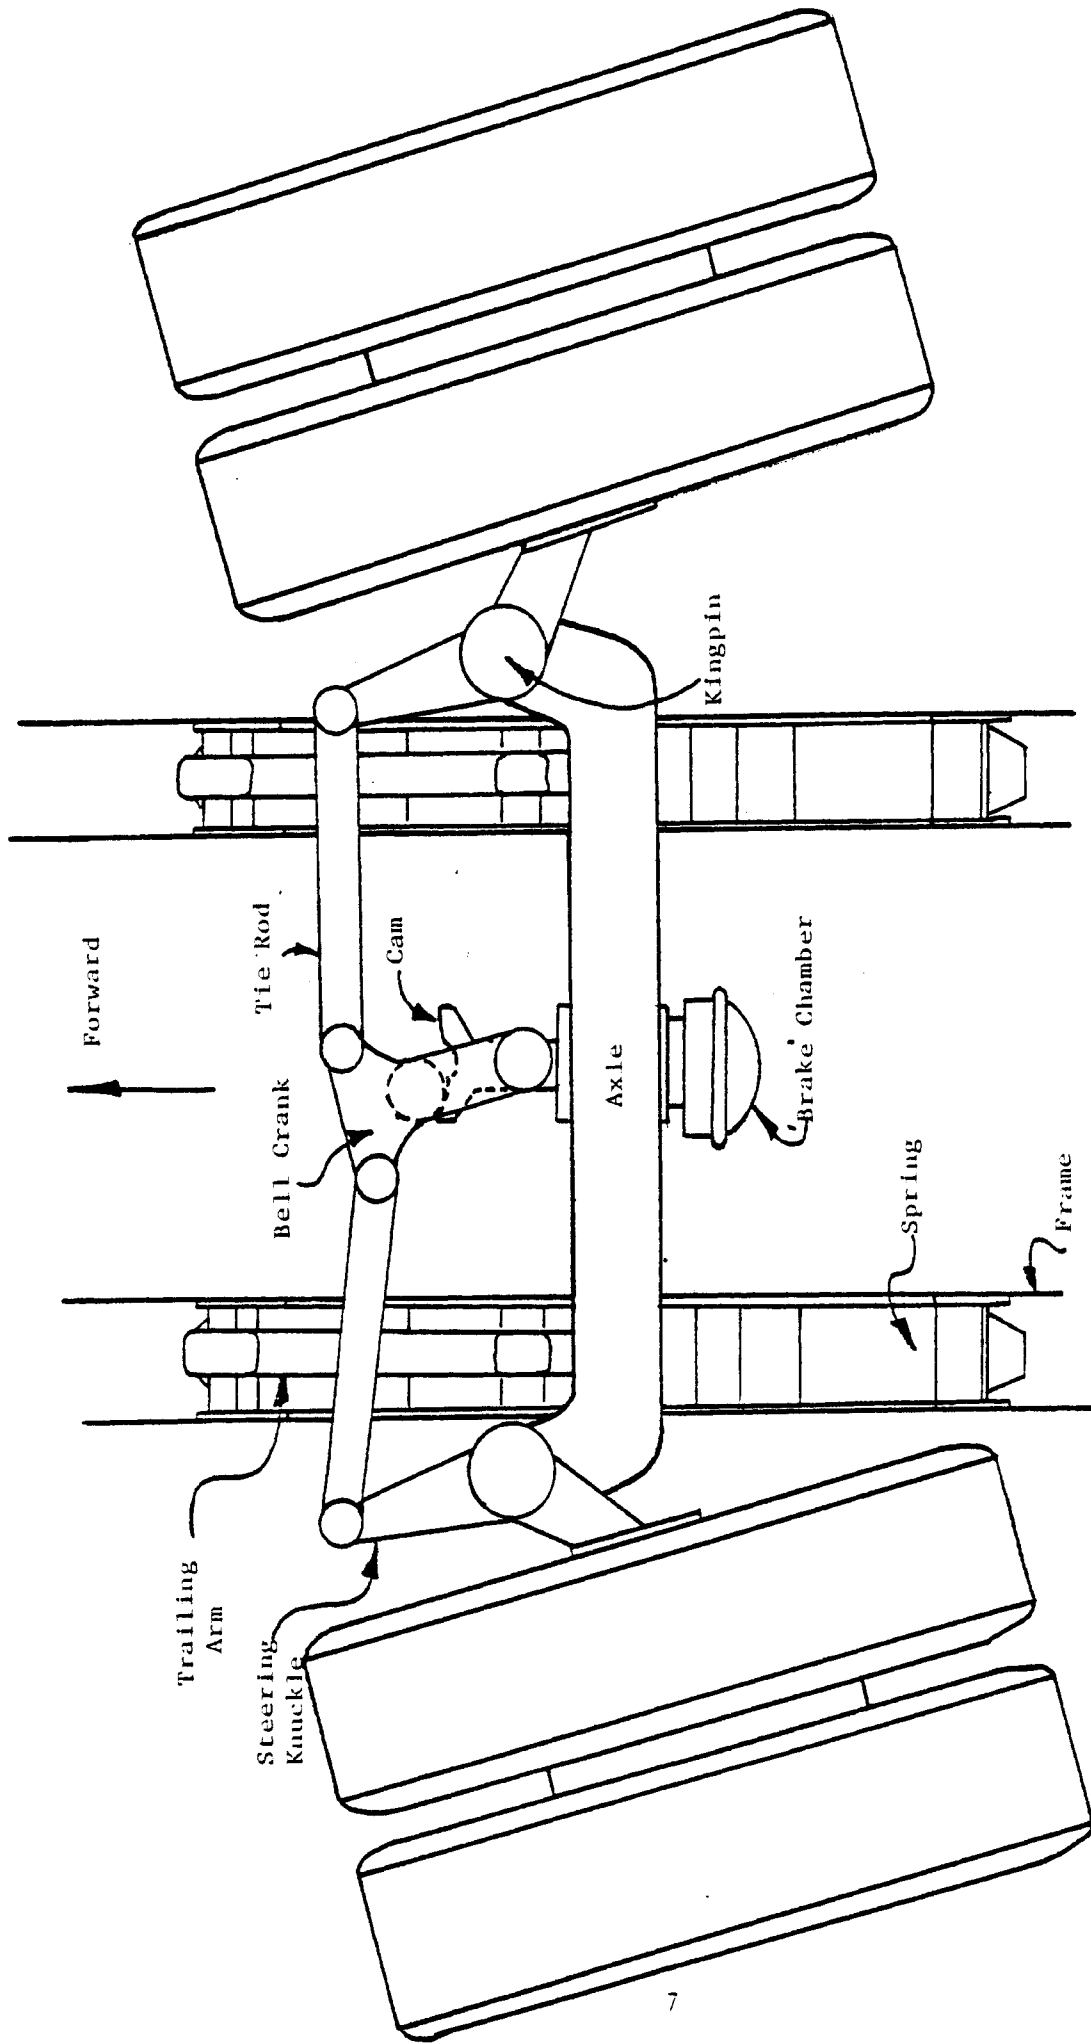 Forward
Tie Rod
Cam
Kingpin
Bell Crank
Axle
'Brake' Chamber
Trailing
Arm
Steering
Knuckle
Spring
Frame
7